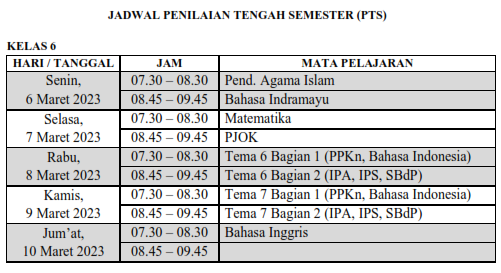 JADWAL PENILAIAN TENGAH SEMESTER (PTS)
KELAS 6
HARI / TANGGAL JAM MATA PELAJARAN
Senin, 07.30 – 08.30 Pend. Agama Islam
6 Maret 2023 08.45 – 09.45 Bahasa Indramayu
Selasa, 07.30 – 08.30 Matematika
7 Maret 2023 08.45 – 09.45 PJOK
Rabu, 07.30 – 08.30 Tema 6 Bagian 1 (PPKn, Bahasa Indonesia)
8 Maret 2023 08.45 – 09.45 Tema 6 Bagian 2 (IPA, IPS, SBdP)
Kamis, 07.30 – 08.30 Tema 7 Bagian 1 (PPKn, Bahasa Indonesia)
9 Maret 2023 08.45 – 09.45 Tema 7 Bagian 2 (IPA, IPS, SBdP)
Jum'at, 07.30 – 08.30 Bahasa Inggris
10 Maret 2023 08.45 – 09.45